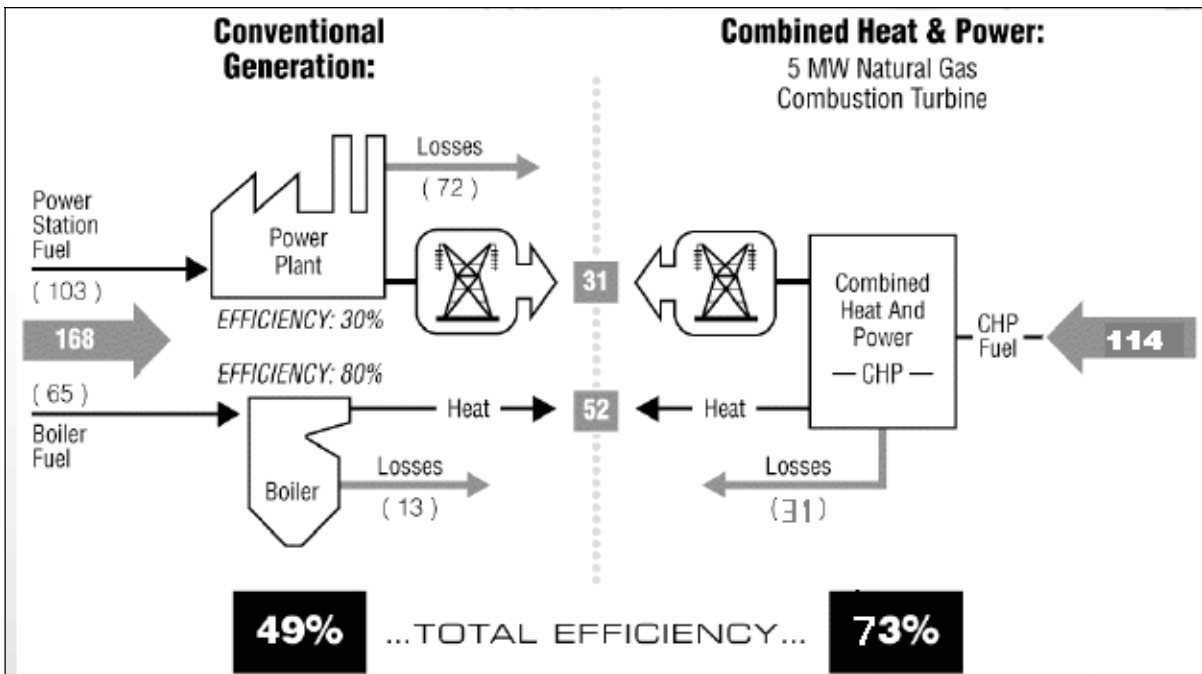 Conventional
Generation:
Combined Heat & Power:
5 MW Natural Gas
Combustion Turbine
Losses
( 72 )
Power
Station
Fuel
( 103 )
Power
Plant
EFFICIENCY: 30%
31
Combined
Heat And
Power
— CHP —
CHP
Fuel
114
168
EFFICIENCY: 80%
( 65 )
Boiler
Fuel
Heat
52
Heat
Boiler
Losses
( 13 )
Losses
(31)
49%
...TOTAL EFFICIENCY...
73%